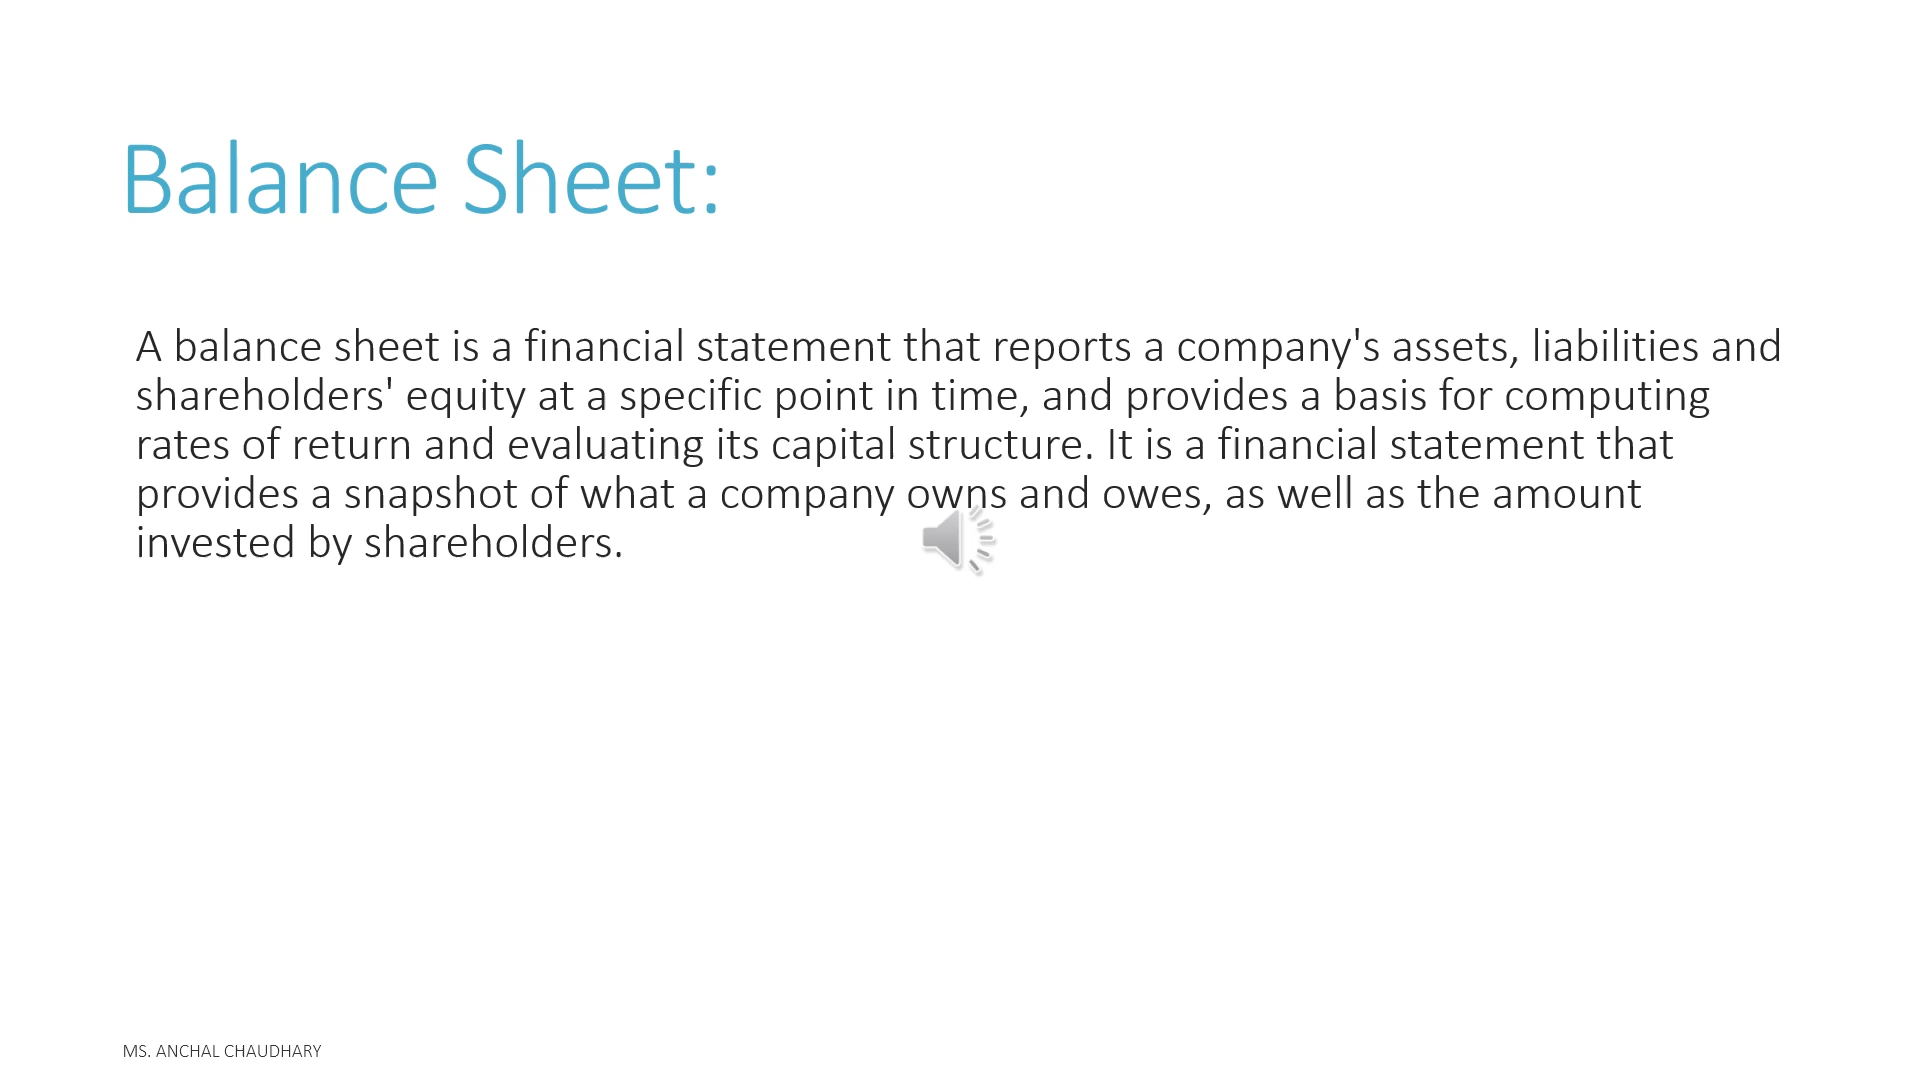 Balance Sheet:
A balance sheet is a financial statement that reports a company's assets, liabilities and
shareholders' equity at a specific point in time, and provides a basis for computing
rates of return and evaluating its capital structure. It is a financial statement that
provides a snapshot of what a company owns and owes, as well as the amount
invested by shareholders.
MS. ANCHAL CHAUDHARY